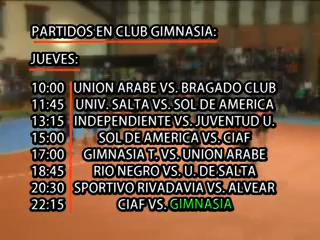 PARTIDOS EN CLUB GIMNASIA:
JUEVES:
10:00 UNION ARABE VS. BRAGADO CLUB
11:45 UNIV. SALTA VS. SOL DE AMERICA
13:15 INDEPENDIENTE VS. JUVENTUD U.
15:00 SOL DE AMERICA VS. CIAF
17:00 GIMNASIA T. VS. UNION ARABE
18:45 RIO NEGRO VS. U. DE SALTA
20:30 SPORTIVO RIVADAVIA VS. ALVEAR
22:15 CIAF VS. GIMNASIA